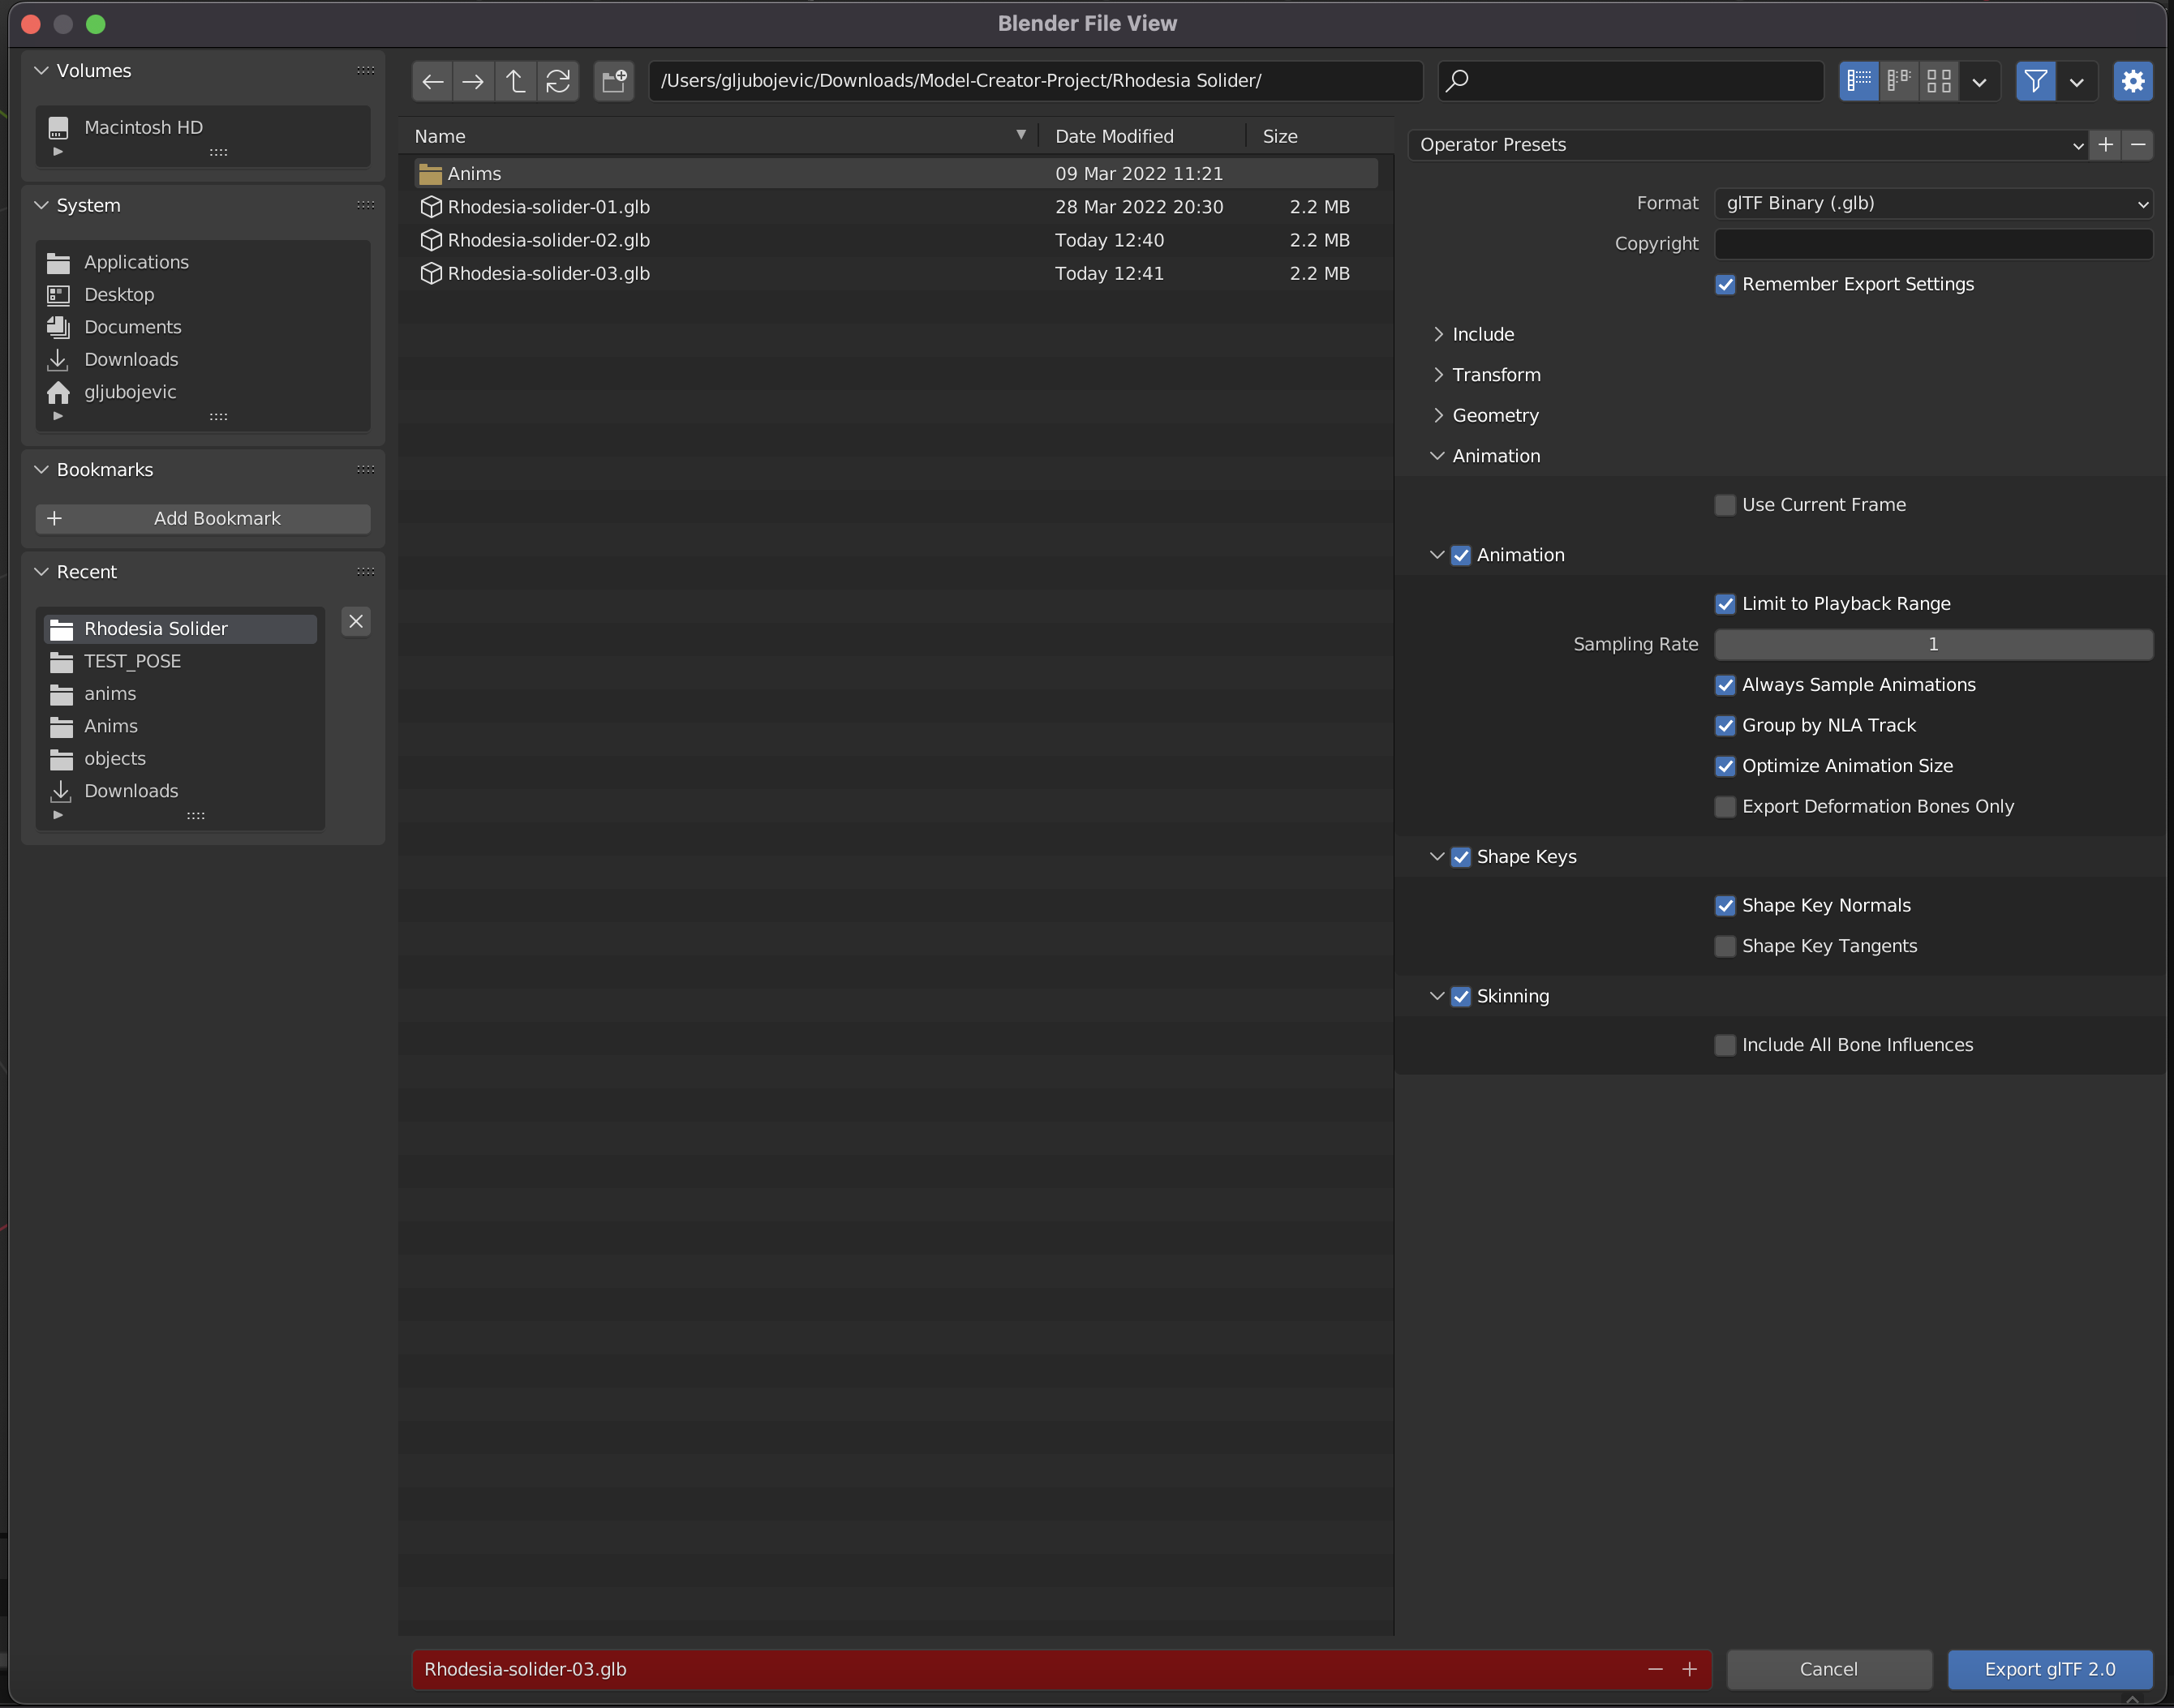 Blender File View
Volumes
Macintosh HD
System
Applications
Desktop
Documents
Downloads
gljubojevic
Bookmarks
Add Bookmark
Recent
Rhodesia Solider
TEST_POSE
anims
Anims
objects
Downloads
/Users/gljubojevic/Downloads/Model-Creator-Project/Rhodesia Solider/
Name Date Modified Size
Anims 09 Mar 2022 11:21
Rhodesia-solider-01.glb 28 Mar 2022 20:30 2.2 MB
Rhodesia-solider-02.glb Today 12:40 2.2 MB
Rhodesia-solider-03.glb Today 12:41 2.2 MB
Operator Presets
Format glTF Binary (.glb)
Copyright
Remember Export Settings
Include
Transform
Geometry
Animation
Use Current Frame
Animation
Limit to Playback Range
Sampling Rate 1
Always Sample Animations
Group by NLA Track
Optimize Animation Size
Export Deformation Bones Only
Shape Keys
Shape Key Normals
Shape Key Tangents
Skinning
Include All Bone Influences
Rhodesia-solider-03.glb
Cancel
Export glTF 2.0